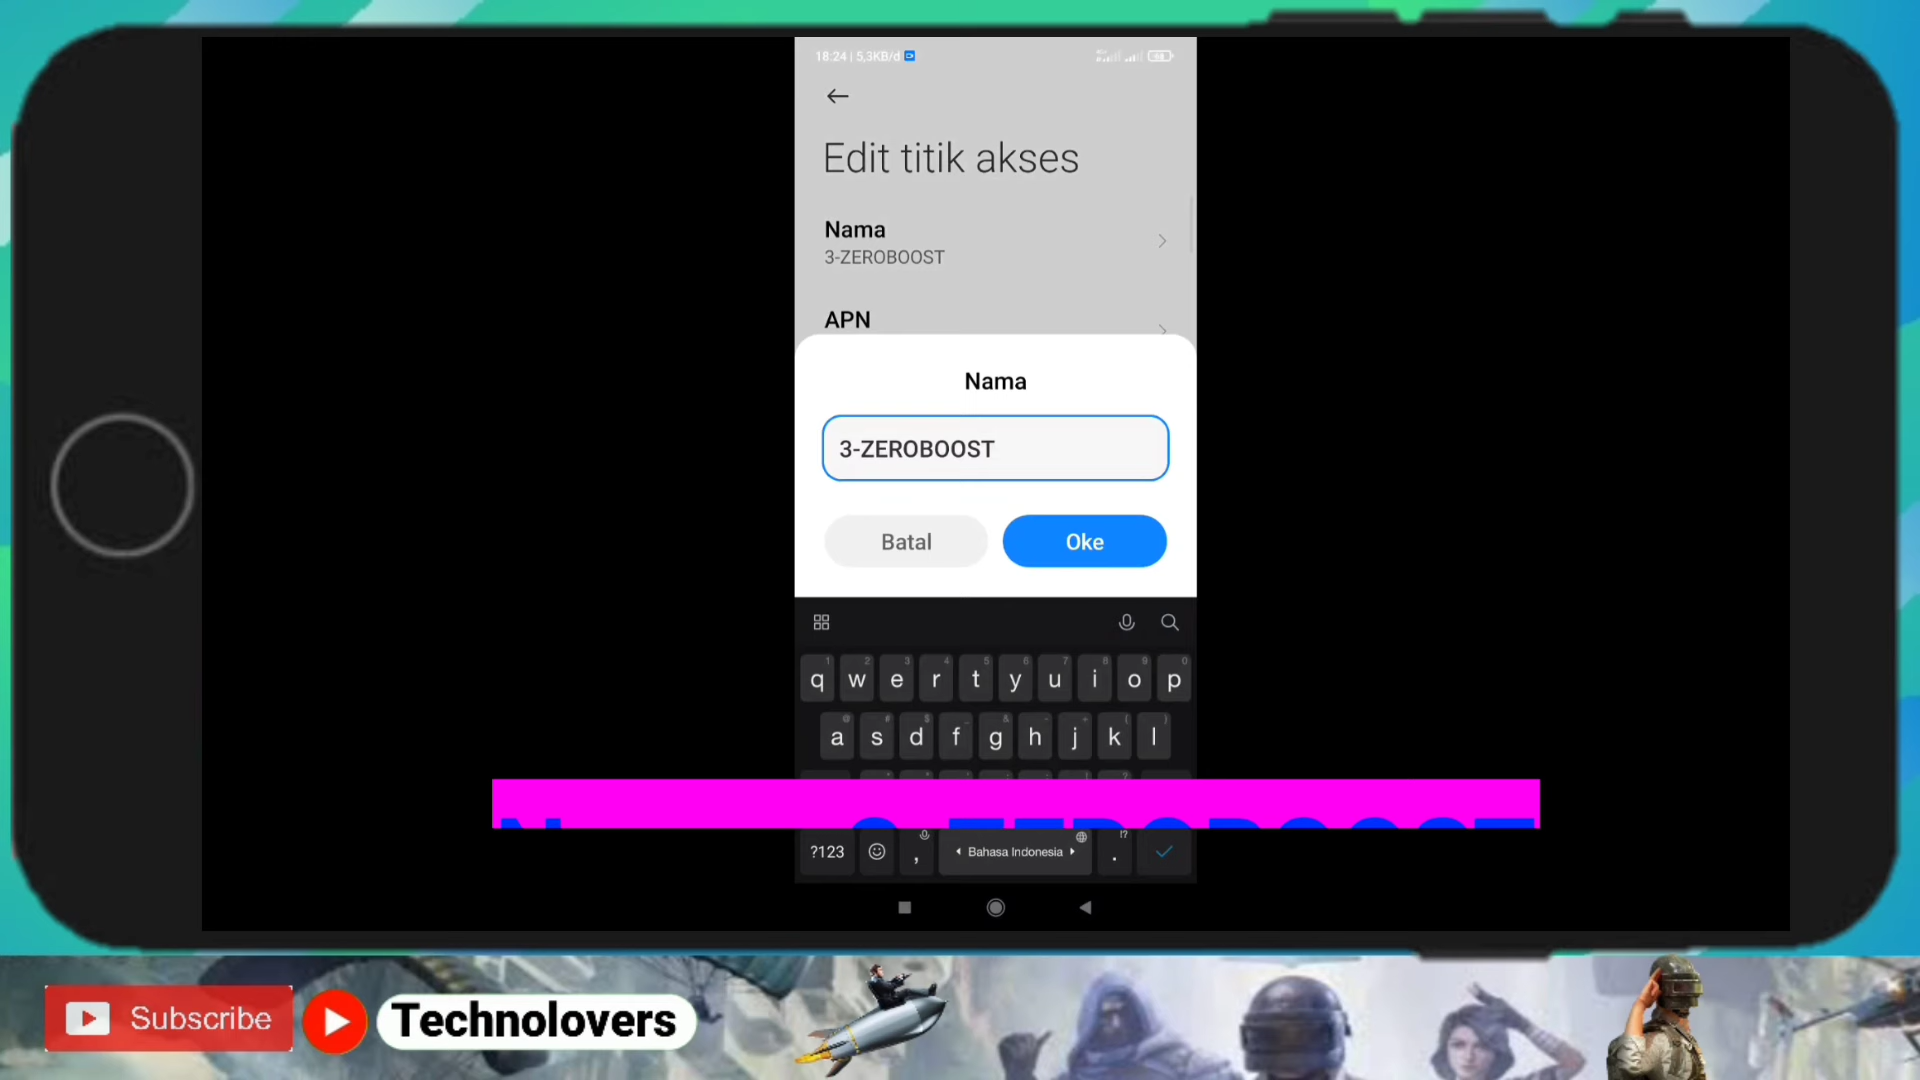 18:24 | 5,3KB/d
Edit titik akses
Nama
3-ZEROBOOST
APN
Nama
3-ZEROBOOST
Batal
Oke
q w e r t y u i o p
a s d f g h j k l
?123 , Bahasa Indonesia .
Subscribe
Technolovers